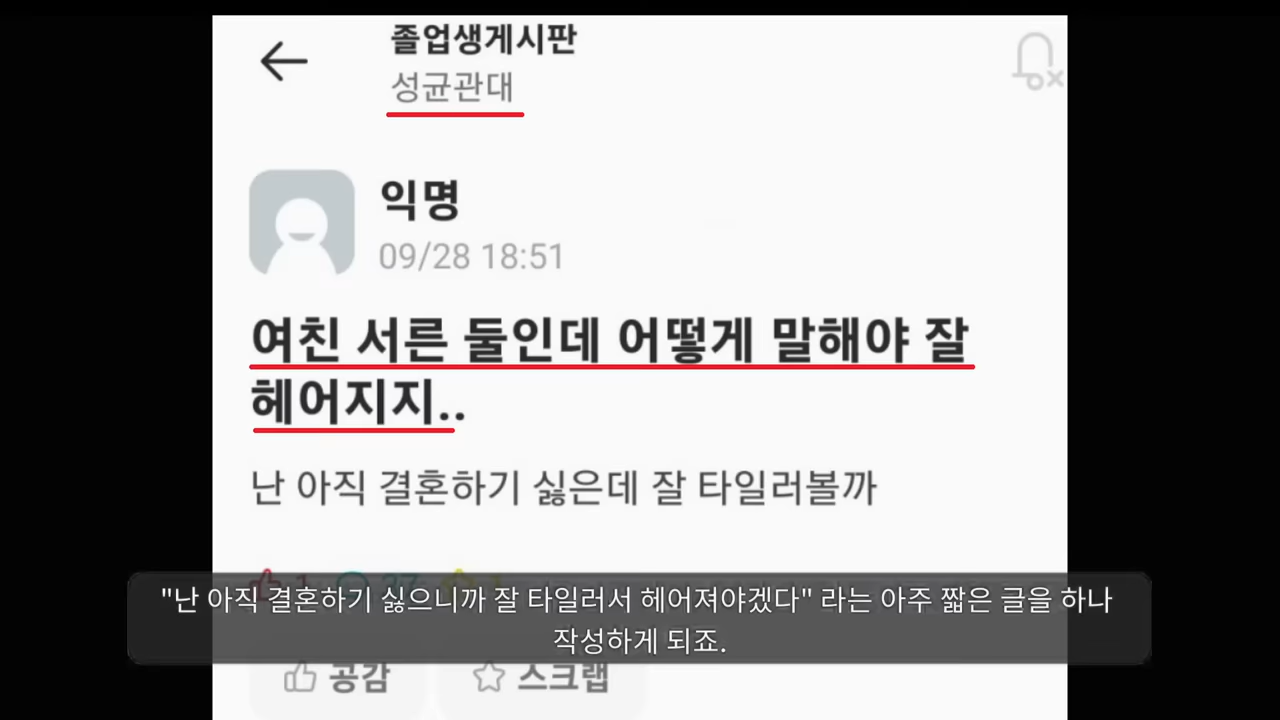 졸업생게시판
성균관대
익명
09/28 18:51
여친 서른 둘인데 어떻게 말해야 잘
헤어지지..
난 아직 결혼하기 싫은데 잘 타일러볼까
1 37 1
"난 아직 결혼하기 싫으니까 잘 타일러서 헤어져야겠다" 라는 아주 짧은 글을 하나
작성하게 되죠.
공감 스크랩